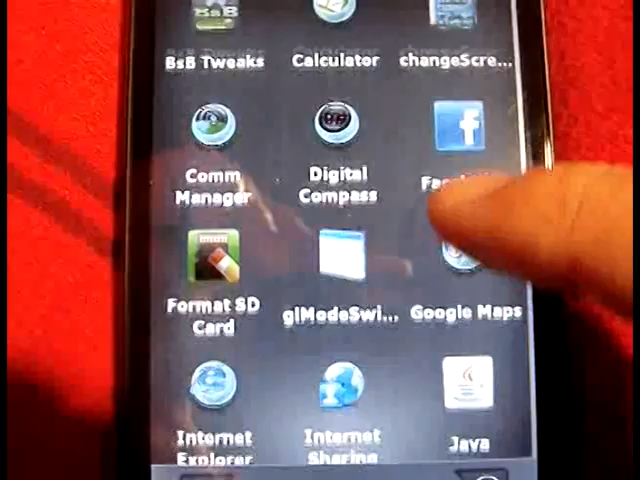 BsB
BsB Tweaks
Calculator
changeScre...
Comm
Manager
Digital
Compass
Format SD
Card
glModeSwi...
Google Maps
Internet
Explorer
Internet
Sharing
Java